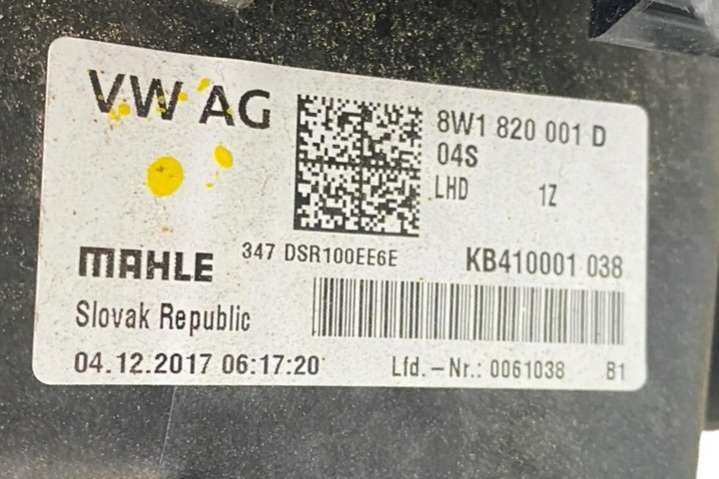 VW AG
8W1 820 001 D
04S
LHD 1Z
347 DSR100EE6E
KB410001 038
MAHLE
Slovak Republic
04.12.2017 06:17:20
Lfd.-Nr.: 0061038 B1